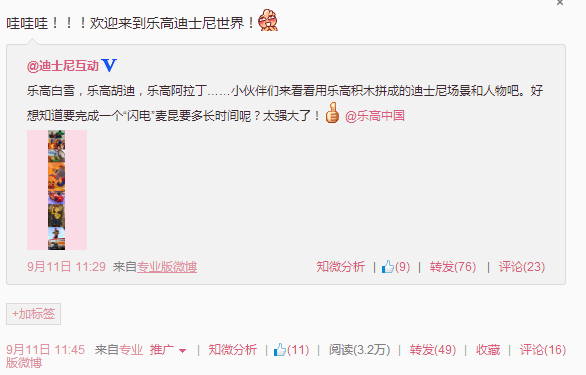 哇哇哇！！！欢迎来到乐高迪士尼世界！
@迪士尼互动
乐高白雪，乐高胡迪，乐高阿拉丁……小伙伴们来看看用乐高积木拼成的迪士尼场景和人物吧。好
想知道要完成一个“闪电”麦昆要多长时间呢？太强大了！ @乐高中国
9月11日 11:29 来自专业版微博 知微分析 | (9) | 转发(76) | 评论(23)
+加标签
9月11日 11:45 来自专业 推广 | 知微分析 | (11) | 阅读(3.2万) | 转发(49) | 收藏 | 评论(16)
版微博